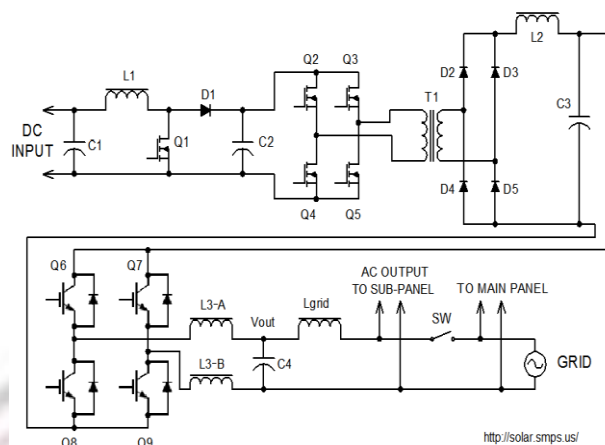 L2
Q2 Q3
D2 D3
L1 D1 T1
DC
INPUT
C1 Q1 C2 C3
D4 D5
Q4 Q5
Q6 Q7
AC OUTPUT
TO SUB-PANEL
TO MAIN PANEL
L3-A Lgrid SW
Vout
C4
GRID
L3-B
Q8 Q9
http://solar.smps.us/